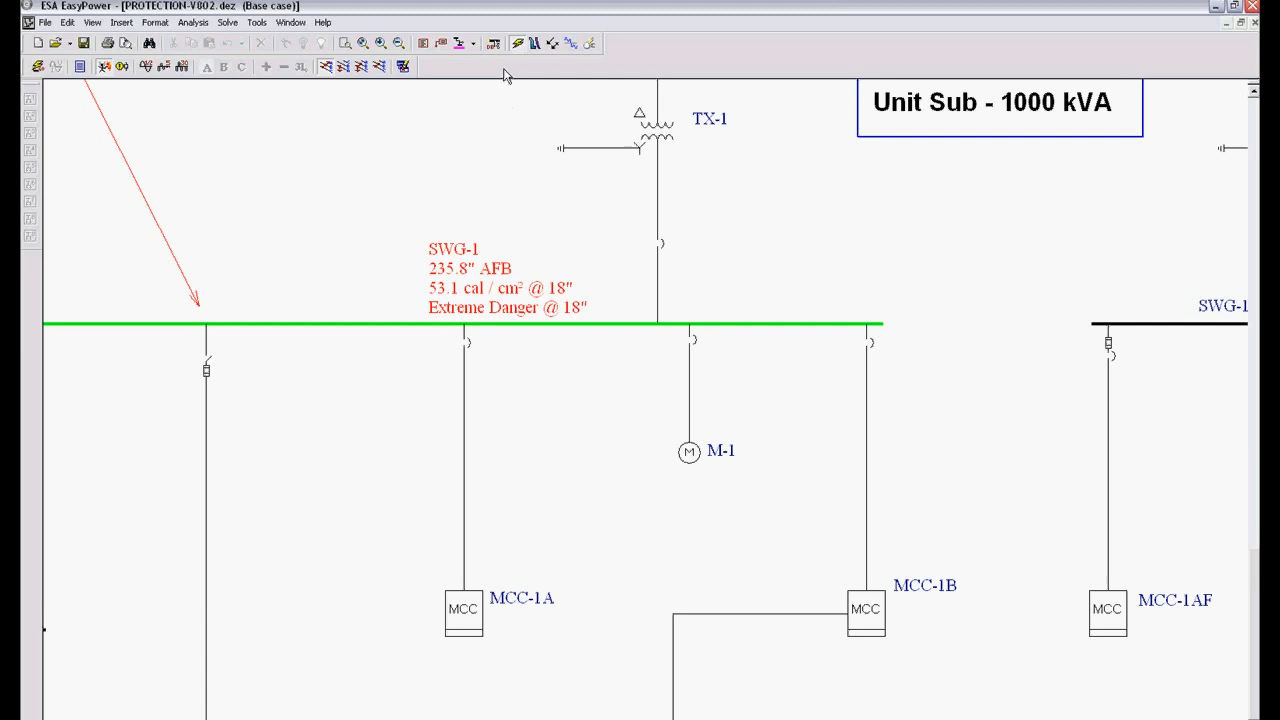 ESA EasyPower - [PROTECTION-V802.dez (Base case)]
File Edit View Insert Format Analysis Solve Tools Window Help
A B C
3L
Unit Sub - 1000 kVA
TX-1
SWG-1
235.8" AFB
53.1 cal / cm² @ 18"
Extreme Danger @ 18"
SWG-1
M M-1
MCC MCC-1A
MCC MCC-1B
MCC MCC-1AF